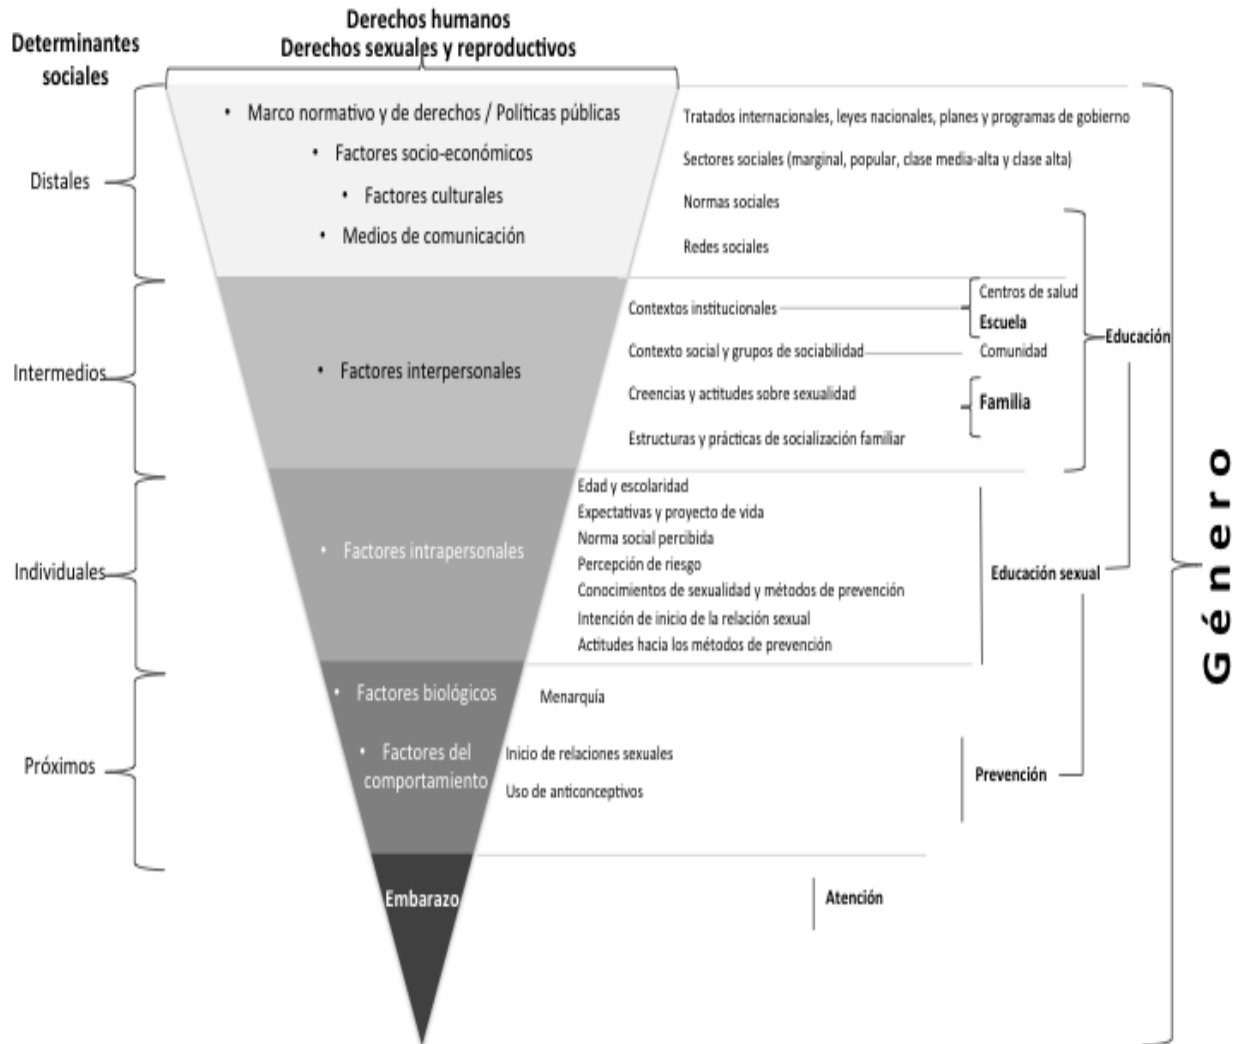 Derechos humanos
Derechos sexuales y reproductivos
Determinantes
sociales
Distales
• Marco normativo y de derechos / Políticas públicas
• Factores socio-económicos
• Factores culturales
• Medios de comunicación
Tratados internacionales, leyes nacionales, planes y programas de gobierno
Sectores sociales (marginal, popular, clase media-alta y clase alta)
Normas sociales
Redes sociales
Intermedios
• Factores interpersonales
Contextos institucionales
Centros de salud
Escuela
Contexto social y grupos de sociabilidad
Comunidad
Creencias y actitudes sobre sexualidad
Estructuras y prácticas de socialización familiar
Familia
Educación
Individuales
• Factores intrapersonales
Edad y escolaridad
Expectativas y proyecto de vida
Norma social percibida
Percepción de riesgo
Conocimientos de sexualidad y métodos de prevención
Intención de inicio de la relación sexual
Actitudes hacia los métodos de prevención
Educación sexual
Próximos
• Factores biológicos
Menarquía
• Factores del
comportamiento
Inicio de relaciones sexuales
Uso de anticonceptivos
Prevención
Embarazo
Atención
Género